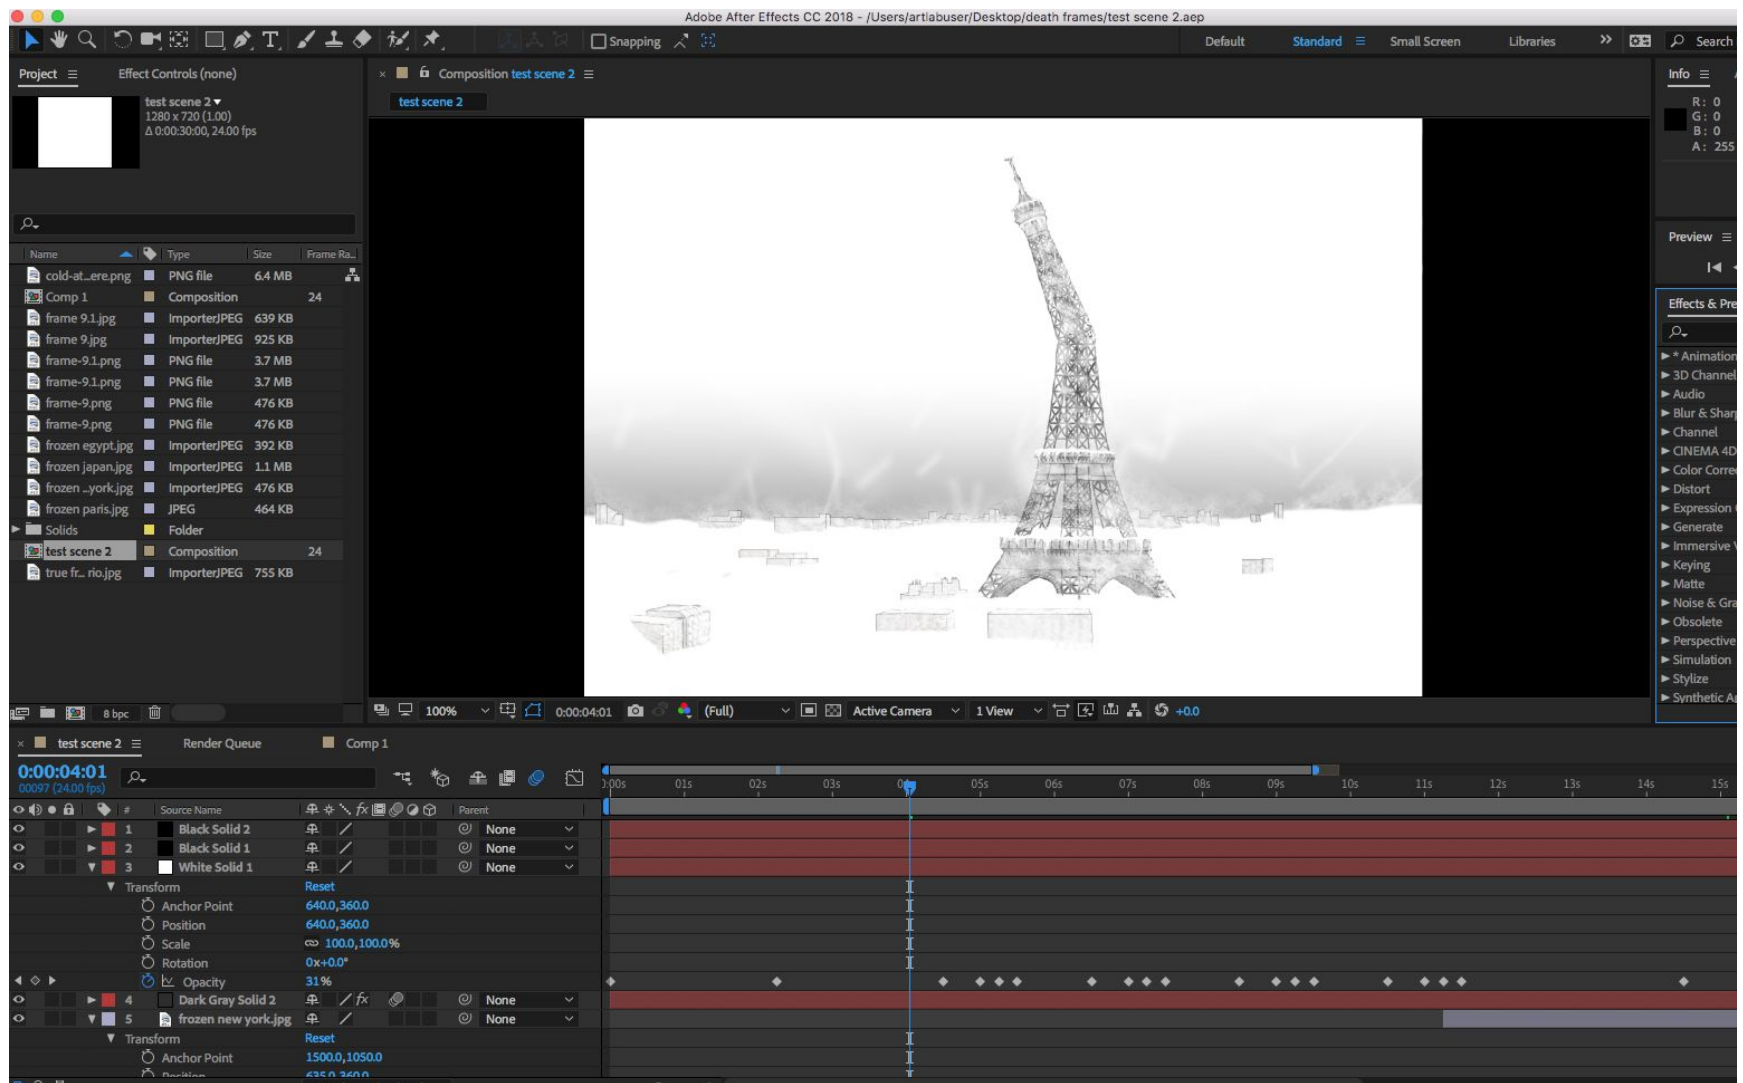 Adobe After Effects CC 2018 - /Users/artlabuser/Desktop/death frames/test scene 2.aep
T Snapping Default Standard Small Screen Libraries Search
Project Effect Controls (none)
Composition test scene 2
Info
test scene 2
1280 x 720 (1.00)
Δ 0:00:30:00, 24.00 fps
test scene 2
R: 0
G: 0
B: 0
A: 255
Preview
Name Type Size Frame Ra...
cold-at...ere.png PNG file 6.4 MB
Comp 1 Composition 24
frame 9.1.jpg ImporterJPEG 639 KB
frame 9.jpg ImporterJPEG 925 KB
frame-9.1.png PNG file 3.7 MB
frame-9.1.png PNG file 3.7 MB
frame-9.png PNG file 476 KB
frame-9.png PNG file 476 KB
frozen egypt.jpg ImporterJPEG 392 KB
frozen japan.jpg ImporterJPEG 1.1 MB
frozen ...york.jpg ImporterJPEG 476 KB
frozen paris.jpg JPEG 464 KB
Solids Folder
test scene 2 Composition 24
true fr... rio.jpg ImporterJPEG 755 KB
Effects & Pre
* Animation
3D Channel
Audio
Blur & Sharp
Channel
CINEMA 4D
Color Corre
Distort
Expression
Generate
Immersive V
Keying
Matte
Noise & Gra
Obsolete
Perspective
Simulation
Stylize
Synthetic A
8 bpc
100% 0:00:04:01 (Full) Active Camera 1 View +0.0
test scene 2 Render Queue Comp 1
0:00:04:01
00097 (24.00 fps)
0:00s 01s 02s 03s 05s 06s 07s 08s 09s 10s 11s 12s 13s 14s 15s
# Source Name fx Parent
1 Black Solid 2 None
2 Black Solid 1 None
3 White Solid 1 None
Transform Reset
Anchor Point 640.0,360.0
Position 640.0,360.0
Scale 100.0,100.0%
Rotation 0x+0.0°
Opacity 31%
4 Dark Gray Solid 2 fx None
5 frozen new york.jpg None
Transform Reset
Anchor Point 1500.0,1050.0
Position 635.0,360.0